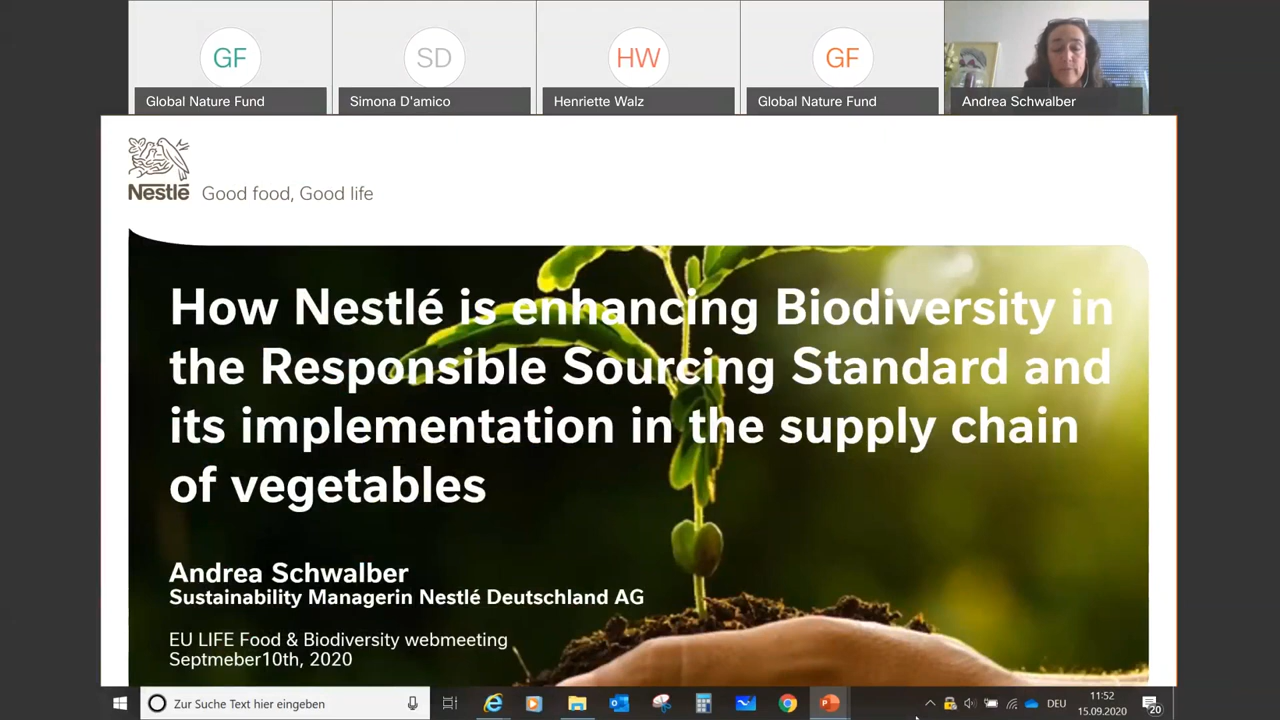 GF
SD
HW
GF
Global Nature Fund
Simona D'amico
Henriette Walz
Global Nature Fund
Andrea Schwalber
Nestlé
Good food, Good life
How Nestlé is enhancing Biodiversity in
the Responsible Sourcing Standard and
its implementation in the supply chain
of vegetables
Andrea Schwalber
Sustainability Managerin Nestlé Deutschland AG
EU LIFE Food & Biodiversity webmeeting
Septmeber10th, 2020
Zur Suche Text hier eingeben
DEU
11:52
15.09.2020
20